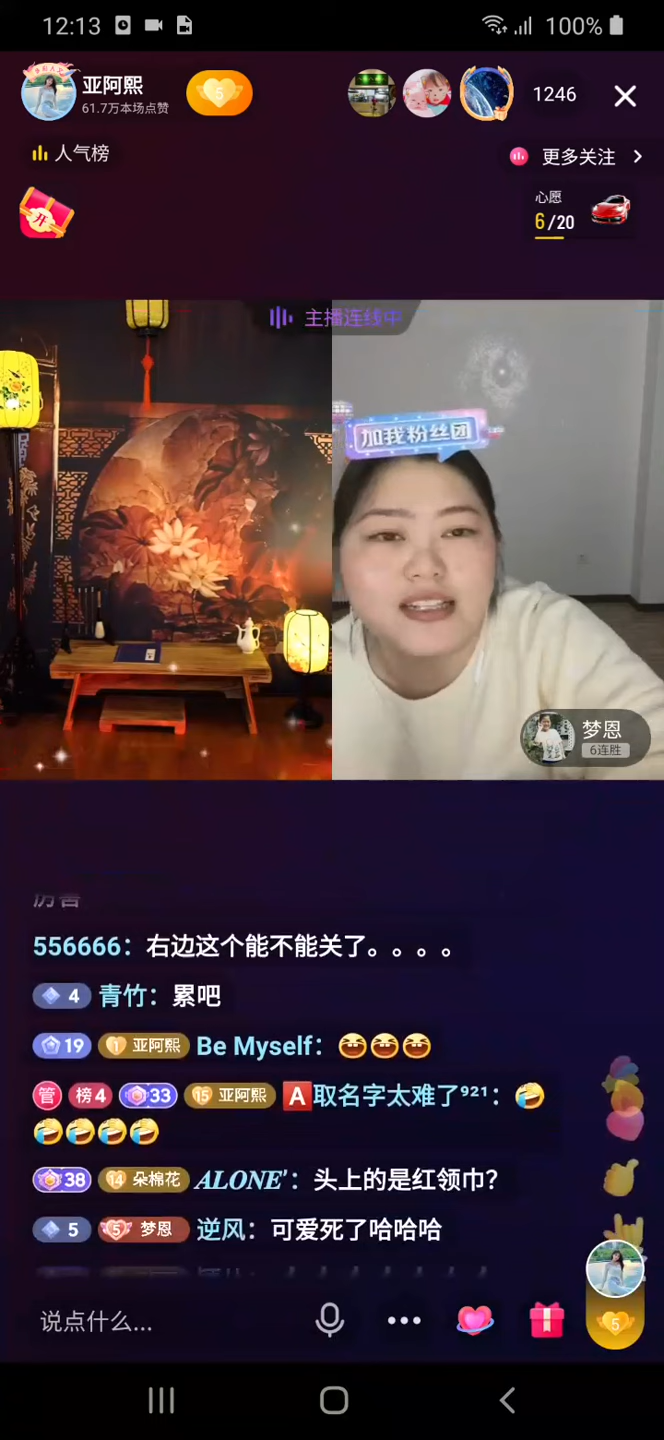 12:13
100%
亚阿熙
61.7万本场点赞
5
1246
人气榜
更多关注
开
心愿
6/20
主播连线中
加我粉丝团
梦恩
6连胜
厉害
556666：右边这个能不能关了。。。。
4 青竹：累吧
19 1 亚阿熙 Be Myself：
管 榜4 33 15 亚阿熙 A取名字太难了⁹²¹：
38 14 朵棉花 ALONE'：头上的是红领巾？
5 5 梦恩 逆风：可爱死了哈哈哈
说点什么...
5